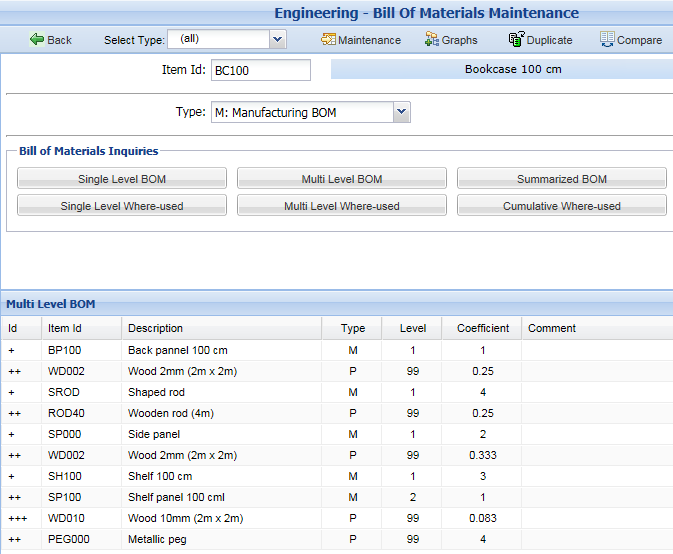 Engineering - Bill Of Materials Maintenance
Back Select Type: (all) Maintenance Graphs Duplicate Compare
Item Id: BC100 Bookcase 100 cm
Type: M: Manufacturing BOM
Bill of Materials Inquiries
Single Level BOM Multi Level BOM Summarized BOM
Single Level Where-used Multi Level Where-used Cumulative Where-used
Multi Level BOM
Id Item Id Description Type Level Coefficient Comment
+ BP100 Back pannel 100 cm M 1 1
++ WD002 Wood 2mm (2m x 2m) P 99 0.25
+ SROD Shaped rod M 1 4
++ ROD40 Wooden rod (4m) P 99 0.25
+ SP000 Side panel M 1 2
++ WD002 Wood 2mm (2m x 2m) P 99 0.333
+ SH100 Shelf 100 cm M 1 3
++ SP100 Shelf panel 100 cml M 2 1
+++ WD010 Wood 10mm (2m x 2m) P 99 0.083
++ PEG000 Metallic peg P 99 4